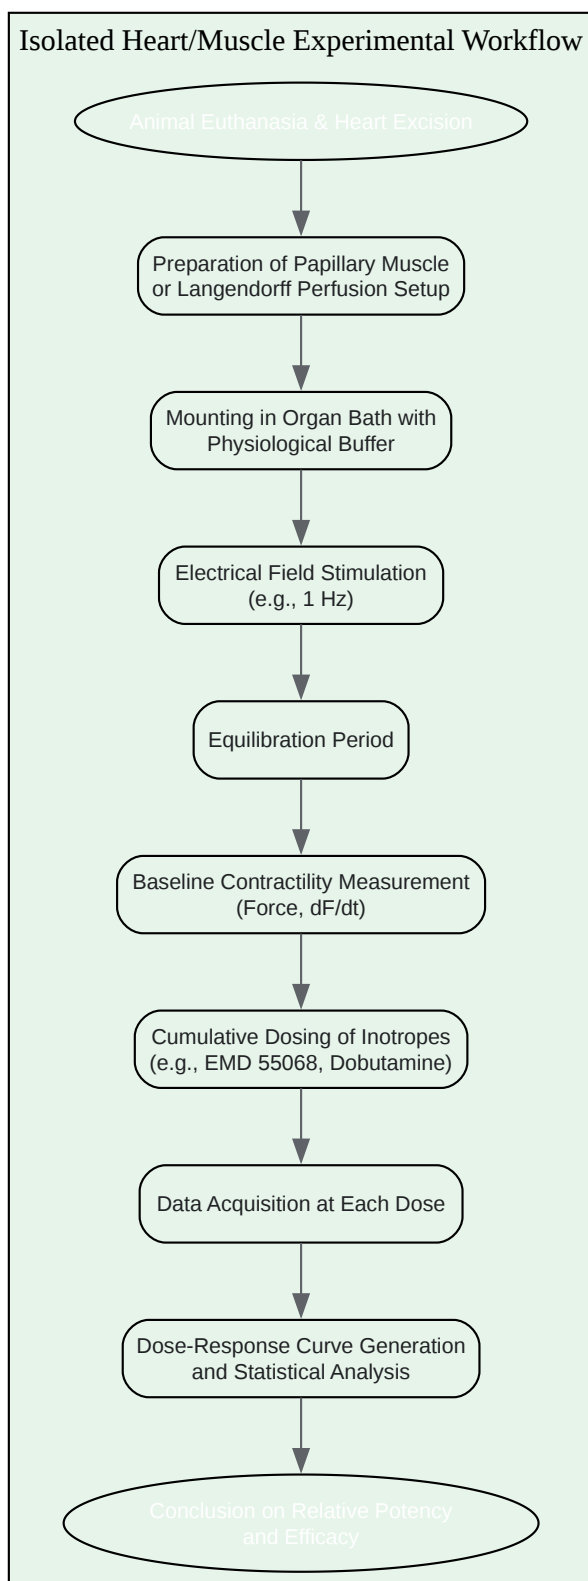 Isolated Heart/Muscle Experimental Workflow
Animal Euthanasia & Heart Excision
Preparation of Papillary Muscle
or Langendorff Perfusion Setup
Mounting in Organ Bath with
Physiological Buffer
Electrical Field Stimulation
(e.g., 1 Hz)
Equilibration Period
Baseline Contractility Measurement
(Force, dF/dt)
Cumulative Dosing of Inotropes
(e.g., EMD 55068, Dobutamine)
Data Acquisition at Each Dose
Dose-Response Curve Generation
and Statistical Analysis
Conclusion on Relative Potency
and Efficacy